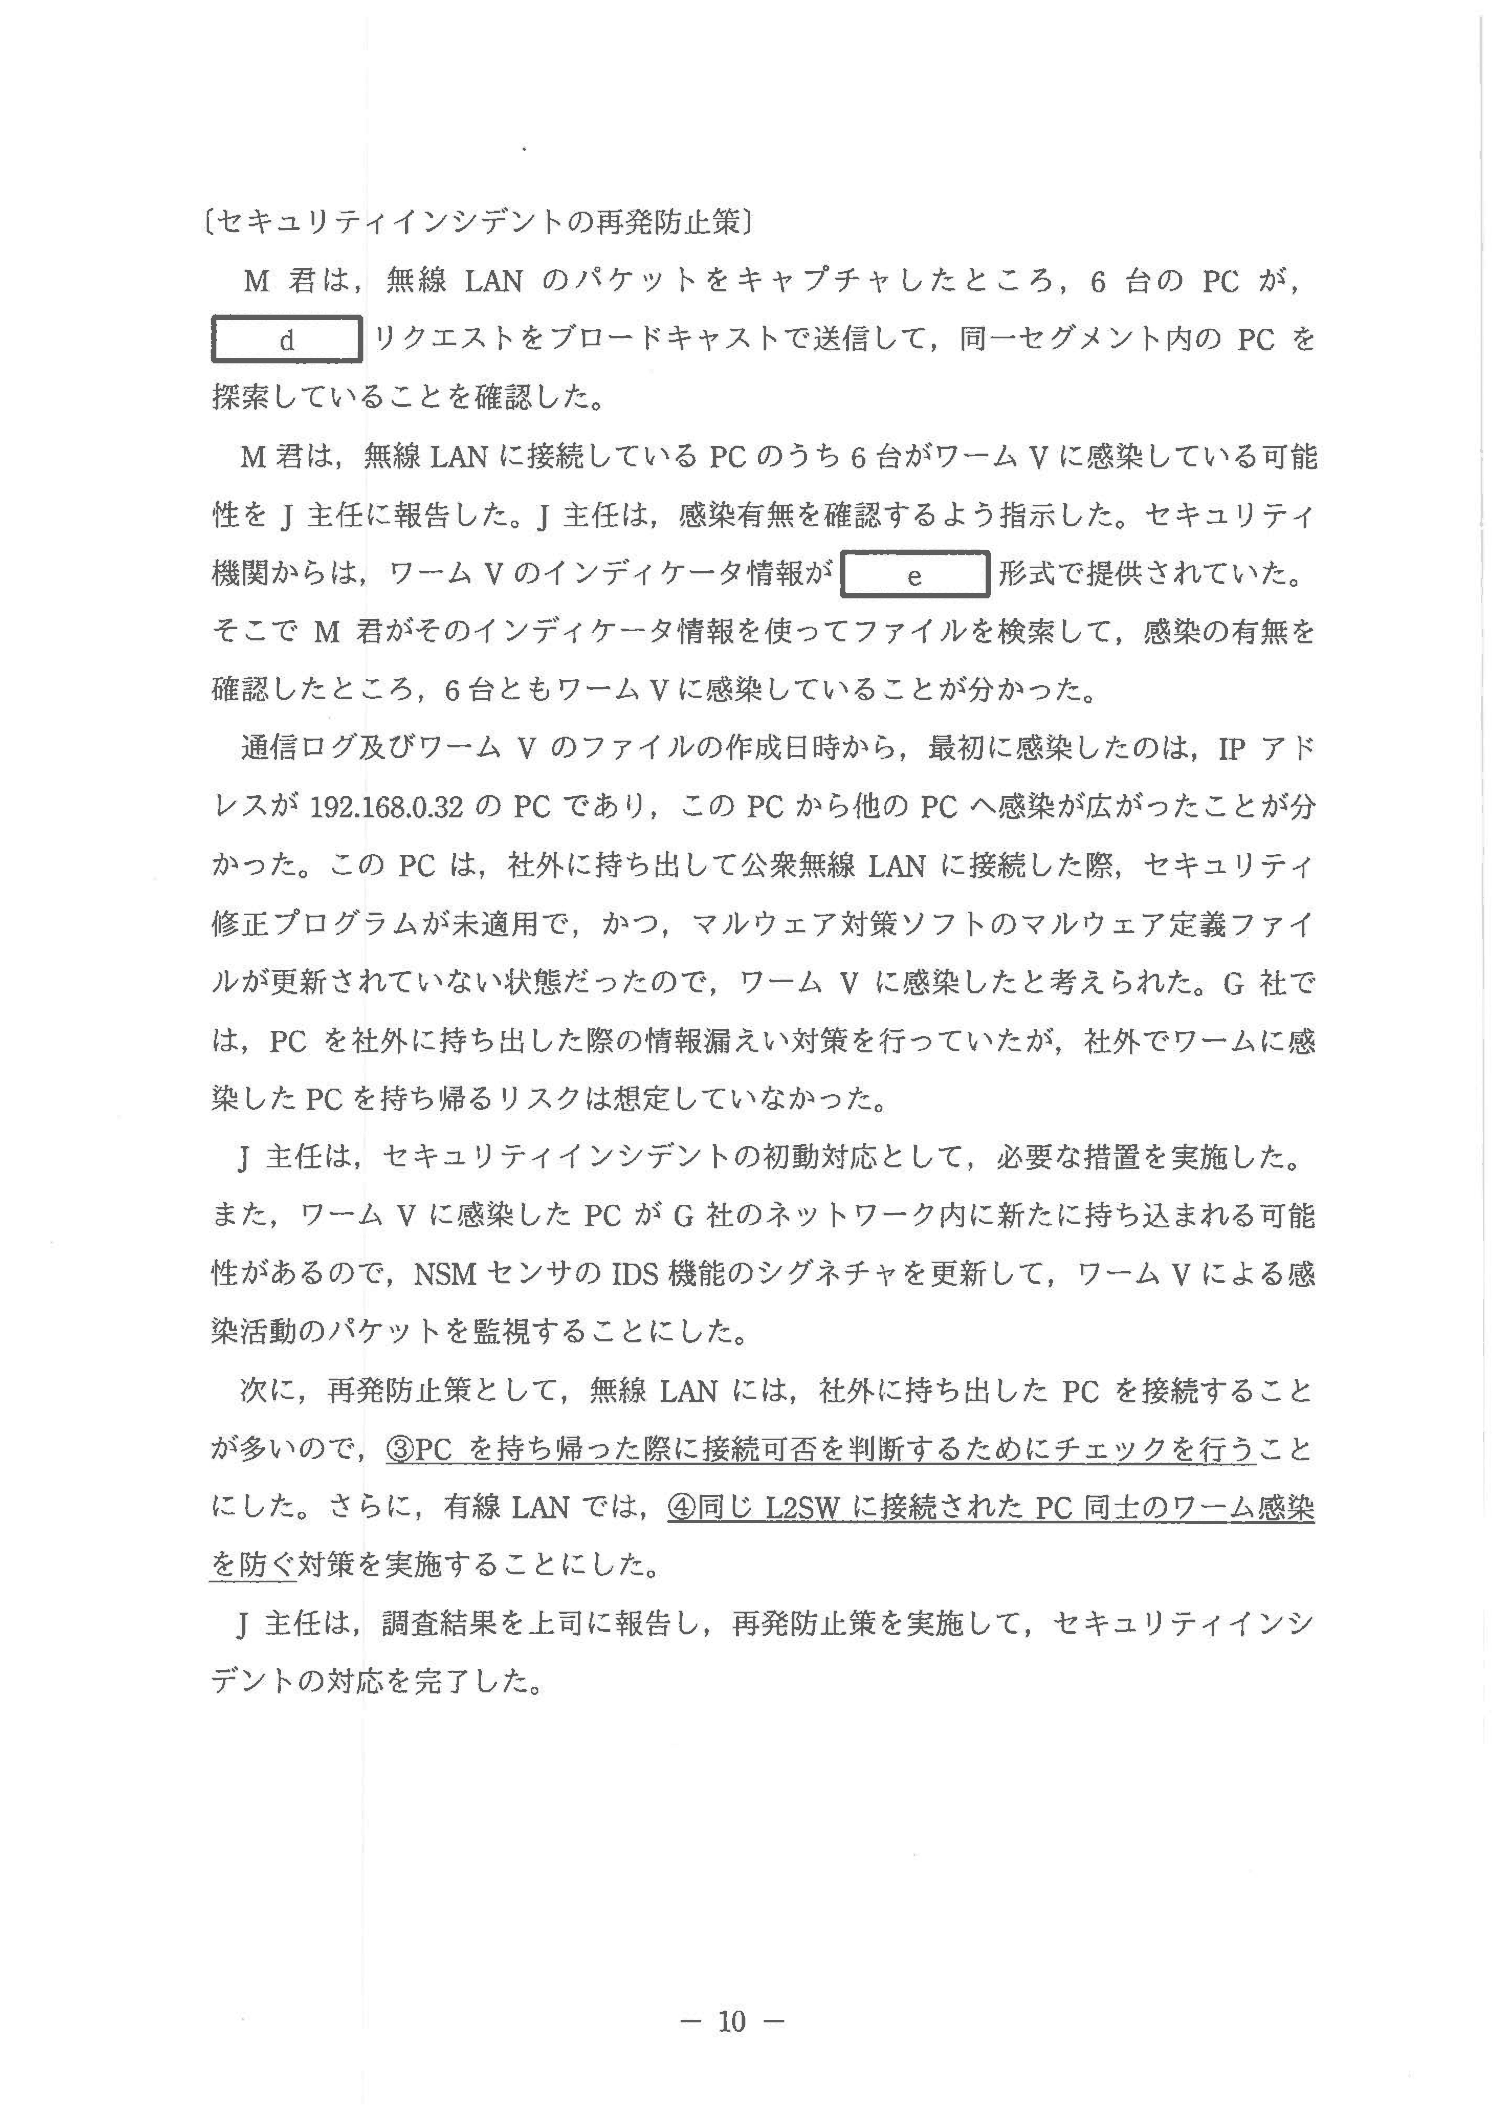 〔セキュリティインシデントの再発防止策〕
M 君は，無線 LAN のパケットをキャプチャしたところ，6 台の PC が，
d リクエストをブロードキャストで送信して，同一セグメント内の PC を
探索していることを確認した。
M 君は，無線 LAN に接続している PC のうち 6 台がワーム V に感染している可能
性を J 主任に報告した。J 主任は，感染有無を確認するよう指示した。セキュリティ
機関からは，ワーム V のインディケータ情報が e 形式で提供されていた。
そこで M 君がそのインディケータ情報を使ってファイルを検索して，感染の有無を
確認したところ，6 台ともワーム V に感染していることが分かった。
通信ログ及びワーム V のファイルの作成日時から，最初に感染したのは，IP アド
レスが 192.168.0.32 の PC であり，この PC から他の PC へ感染が広がったことが分
かった。この PC は，社外に持ち出して公衆無線 LAN に接続した際，セキュリティ
修正プログラムが未適用で，かつ，マルウェア対策ソフトのマルウェア定義ファイ
ルが更新されていない状態だったので，ワーム V に感染したと考えられた。G 社で
は，PC を社外に持ち出した際の情報漏えい対策を行っていたが，社外でワームに感
染した PC を持ち帰るリスクは想定していなかった。
J 主任は，セキュリティインシデントの初動対応として，必要な措置を実施した。
また，ワーム V に感染した PC が G 社のネットワーク内に新たに持ち込まれる可能
性があるので，NSM センサの IDS 機能のシグネチャを更新して，ワーム V による感
染活動のパケットを監視することにした。
次に，再発防止策として，無線 LAN には，社外に持ち出した PC を接続すること
が多いので，③PC を持ち帰った際に接続可否を判断するためにチェックを行うこと
にした。さらに，有線 LAN では，④同じ L2SW に接続された PC 同士のワーム感染
を防ぐ対策を実施することにした。
J 主任は，調査結果を上司に報告し，再発防止策を実施して，セキュリティインシ
デントの対応を完了した。
－ 10 －